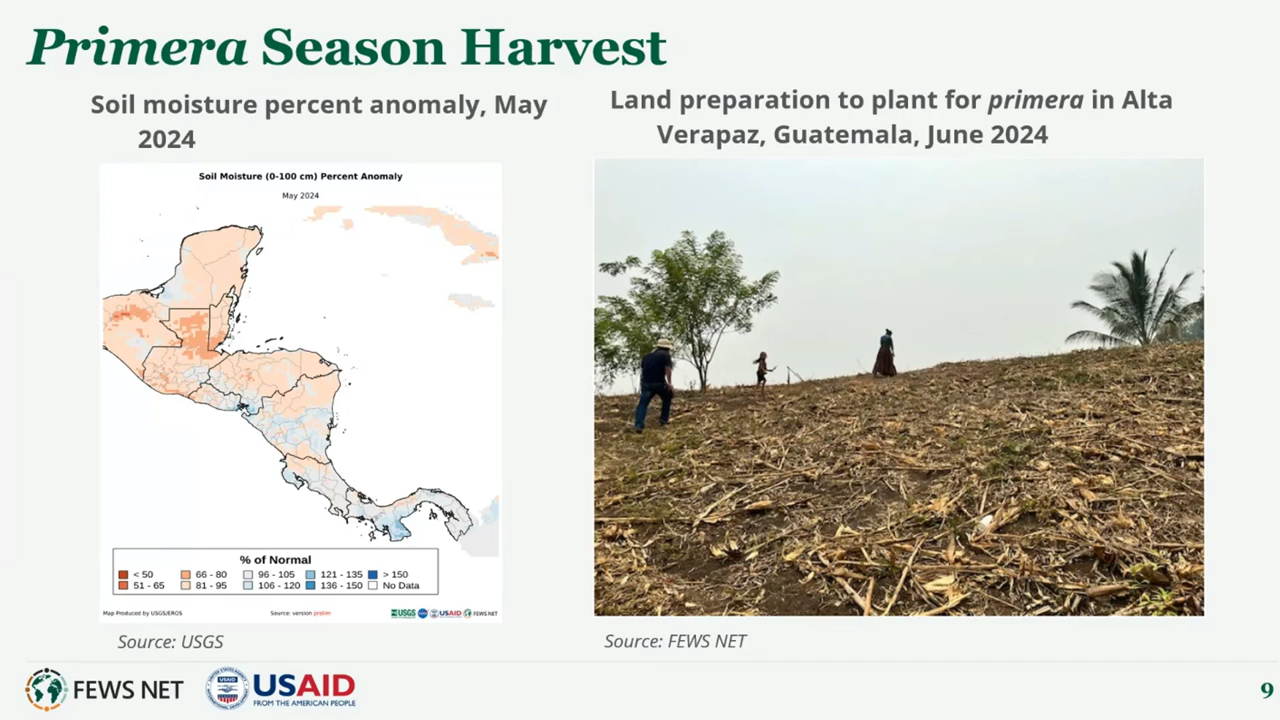 Primera Season Harvest
Soil moisture percent anomaly, May
2024
Soil Moisture (0-100 cm) Percent Anomaly
May 2024
% of Normal
< 50 66 - 80 96 - 105 121 - 135 > 150
51 - 65 81 - 95 106 - 120 136 - 150 No Data
Map Produced by USGS/EROS Source: version prelim USGS USAID FEWS NET
Source: USGS
Land preparation to plant for primera in Alta
Verapaz, Guatemala, June 2024
Source: FEWS NET
FEWS NET
USAID
FROM THE AMERICAN PEOPLE
9